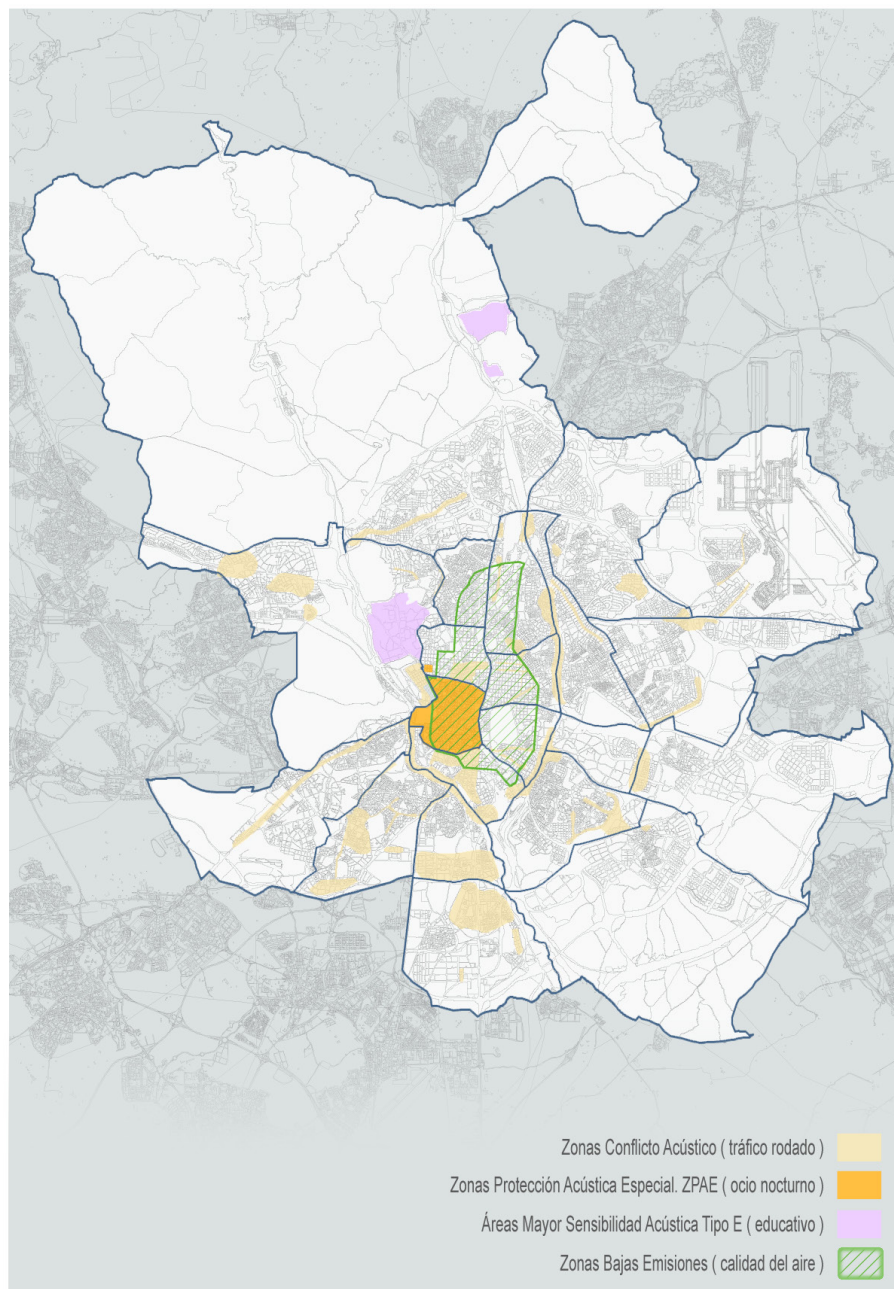 Zonas Conflicto Acústico ( tráfico rodado )
Zonas Protección Acústica Especial. ZPAE ( ocio nocturno )
Áreas Mayor Sensibilidad Acústica Tipo E ( educativo )
Zonas Bajas Emisiones ( calidad del aire )